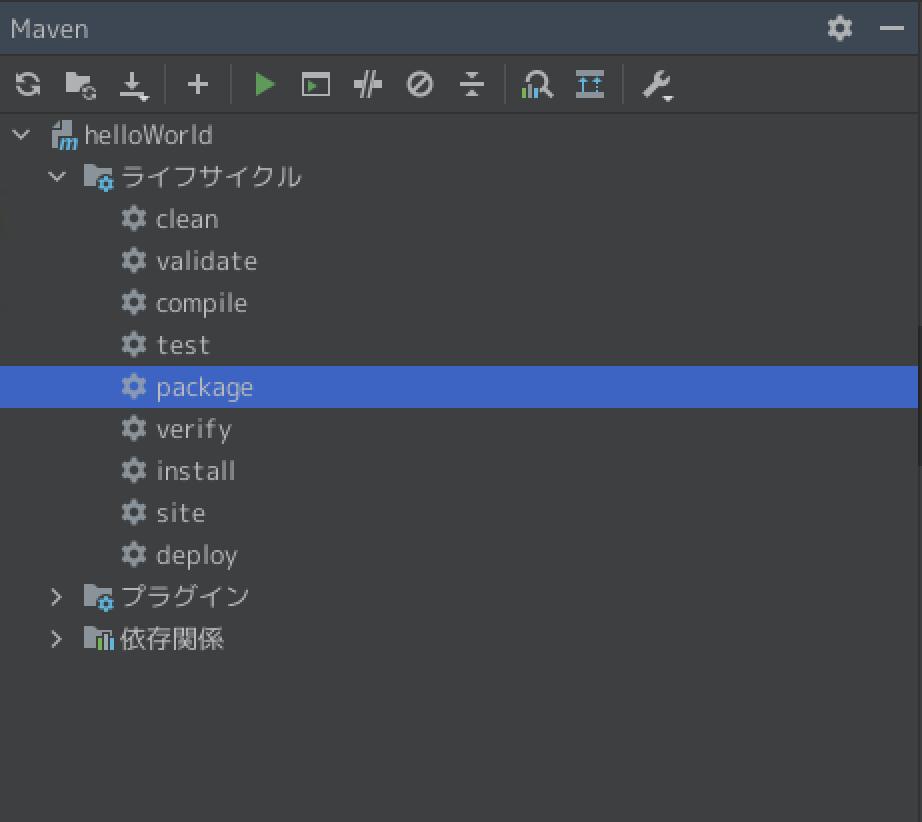 Maven
helloWorld
ライフサイクル
clean
validate
compile
test
package
verify
install
site
deploy
プラグイン
依存関係